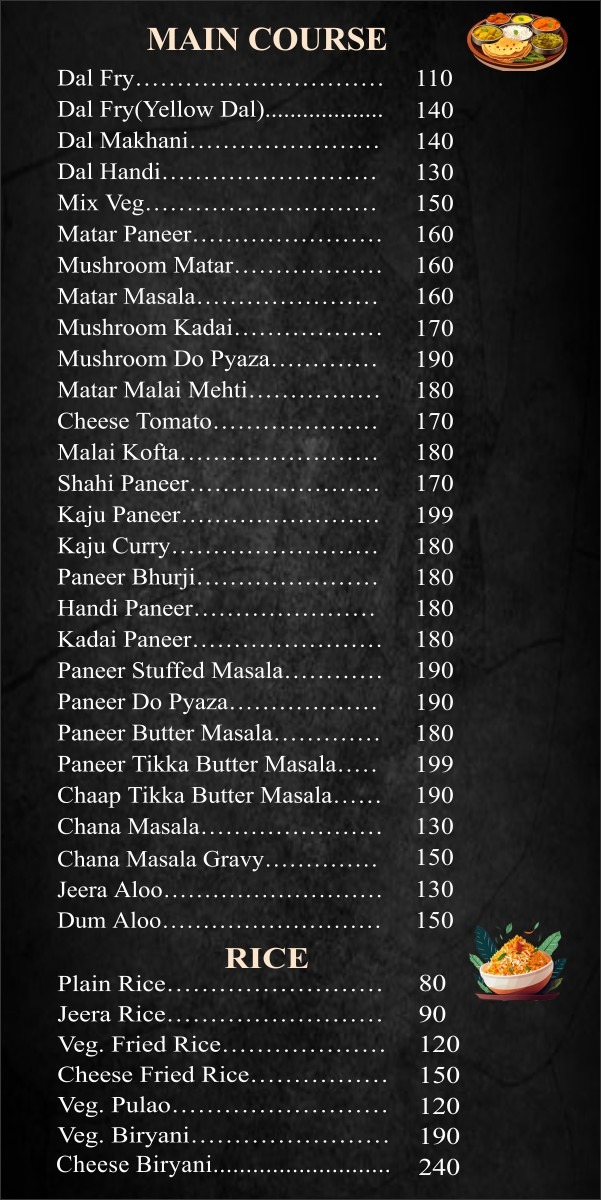 MAIN COURSE
Dal Fry.............................. 110
Dal Fry(Yellow Dal)................... 140
Dal Makhani....................... 140
Dal Handi.......................... 130
Mix Veg............................ 150
Matar Paneer....................... 160
Mushroom Matar.................. 160
Matar Masala...................... 160
Mushroom Kadai.................. 170
Mushroom Do Pyaza............. 190
Matar Malai Mehti................ 180
Cheese Tomato.................... 170
Malai Kofta........................ 180
Shahi Paneer....................... 170
Kaju Paneer........................ 199
Kaju Curry......................... 180
Paneer Bhurji...................... 180
Handi Paneer...................... 180
Kadai Paneer....................... 180
Paneer Stuffed Masala............ 190
Paneer Do Pyaza.................. 190
Paneer Butter Masala............. 180
Paneer Tikka Butter Masala..... 199
Chaap Tikka Butter Masala...... 190
Chana Masala...................... 130
Chana Masala Gravy.............. 150
Jeera Aloo.......................... 130
Dum Aloo.......................... 150
RICE
Plain Rice.......................... 80
Jeera Rice.......................... 90
Veg. Fried Rice.................... 120
Cheese Fried Rice................. 150
Veg. Pulao.......................... 120
Veg. Biryani........................ 190
Cheese Biryani............................. 240